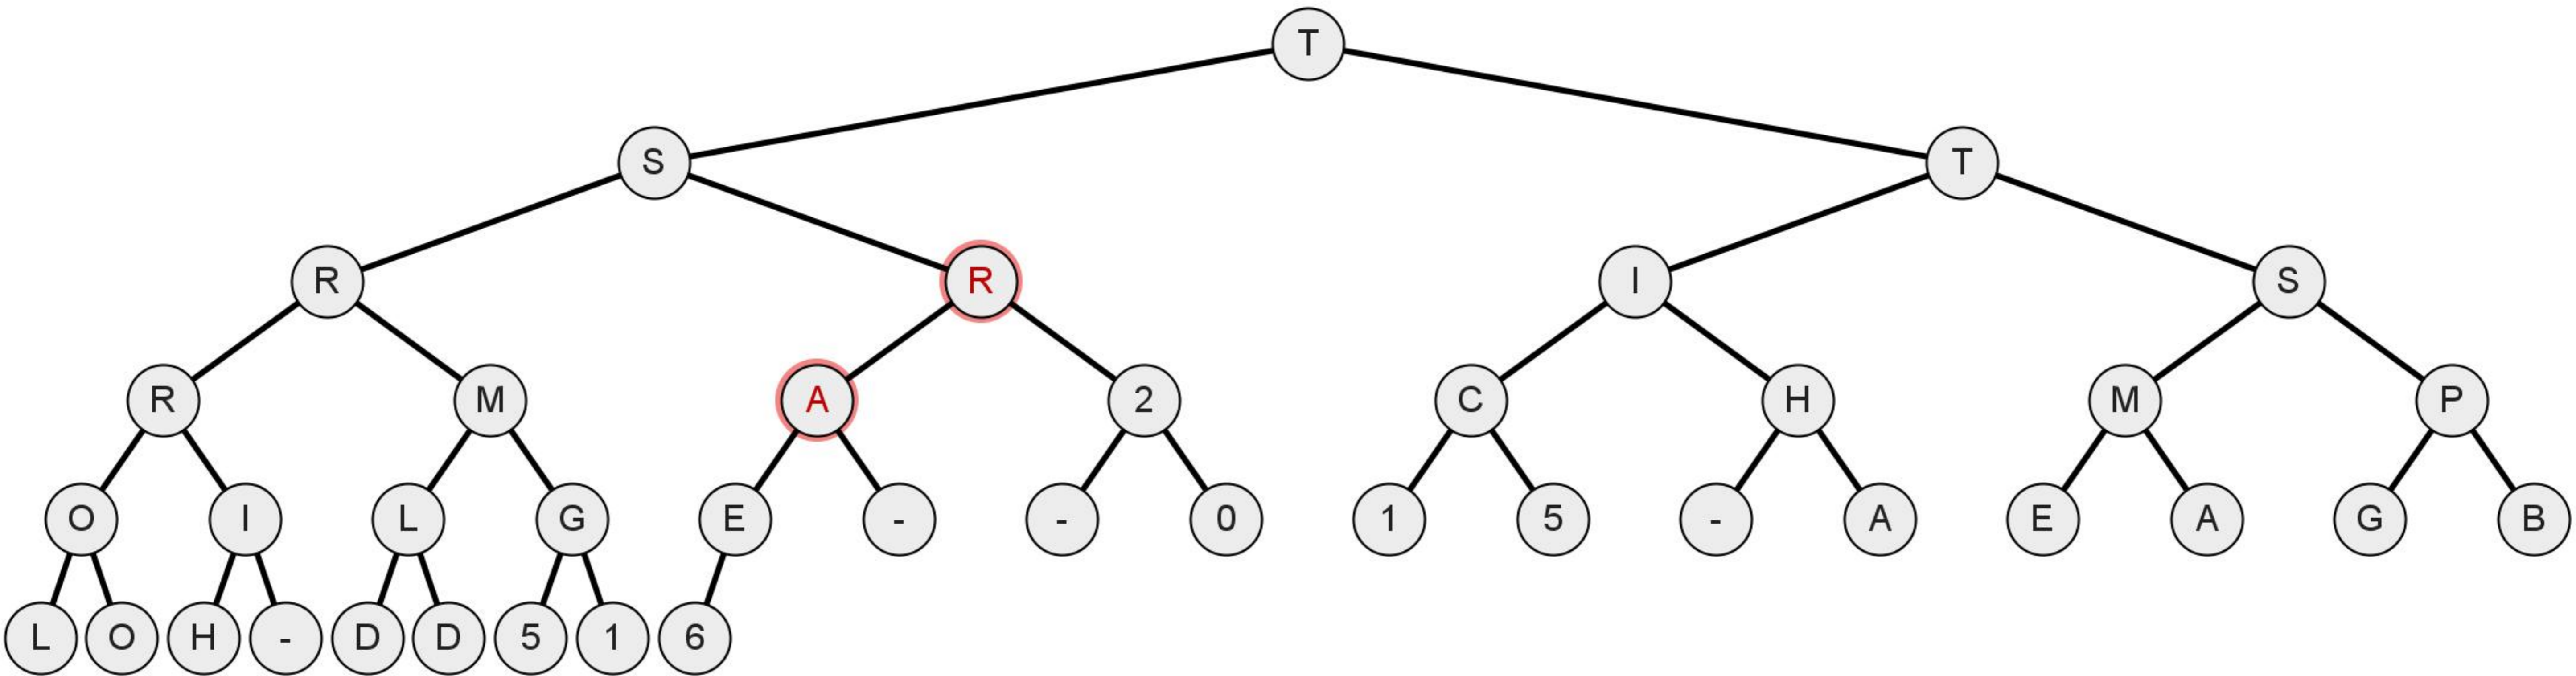 T
S T
R R I S
R M A 2 C H M P
O I L G E - - 0 1 5 - A E A G B
L O H - D D 5 1 6